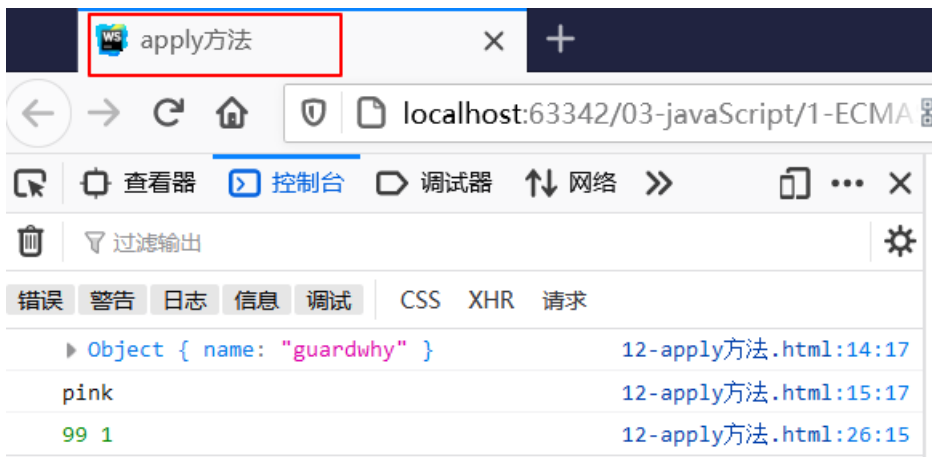 WS apply方法
localhost:63342/03-javaScript/1-ECMA
查看器 控制台 调试器 网络
过滤输出
错误 警告 日志 信息 调试 CSS XHR 请求
Object { name: "guardwhy" } 12-apply方法.html:14:17
pink 12-apply方法.html:15:17
99 1 12-apply方法.html:26:15